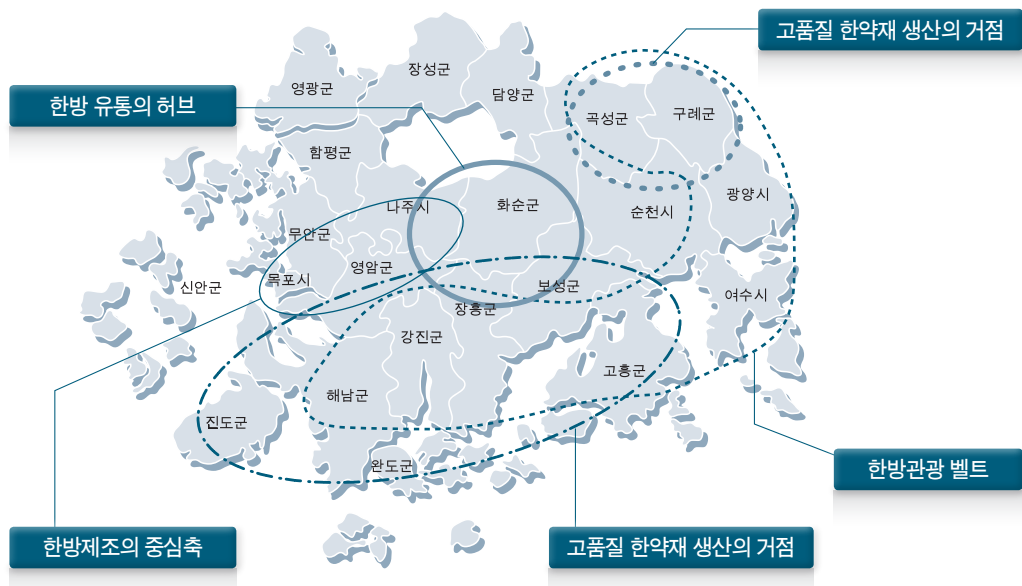 고품질 한약재 생산의 거점
한방 유통의 허브
영광군
장성군
담양군
곡성군
구례군
함평군
나주시
화순군
순천시
광양시
무안군
영암군
목포시
신안군
보성군
여수시
장흥군
강진군
고흥군
해남군
진도군
완도군
한방관광 벨트
한방제조의 중심축
고품질 한약재 생산의 거점